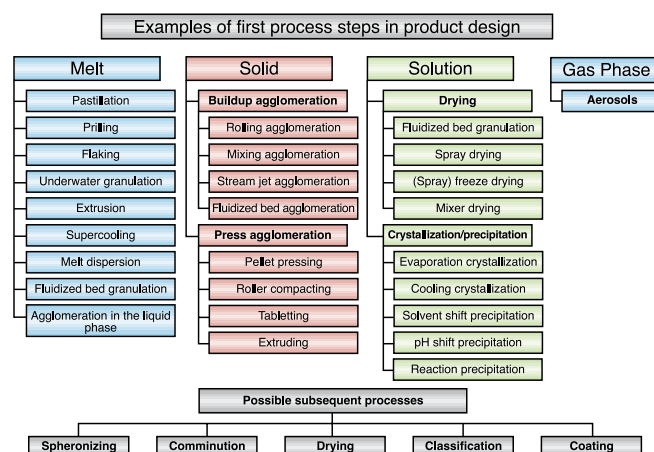 Examples of first process steps in product design
Melt
Pastillation
Prilling
Flaking
Underwater granulation
Extrusion
Supercooling
Melt dispersion
Fluidized bed granulation
Agglomeration in the liquid
phase
Solid
Buildup agglomeration
Rolling agglomeration
Mixing agglomeration
Stream jet agglomeration
Fluidized bed agglomeration
Press agglomeration
Pellet pressing
Roller compacting
Tabletting
Extruding
Solution
Drying
Fluidized bed granulation
Spray drying
(Spray) freeze drying
Mixer drying
Crystallization/precipitation
Evaporation crystallization
Cooling crystallization
Solvent shift precipitation
pH shift precipitation
Reaction precipitation
Gas Phase
Aerosols
Possible subsequent processes
Spheronizing
Comminution
Drying
Classification
Coating